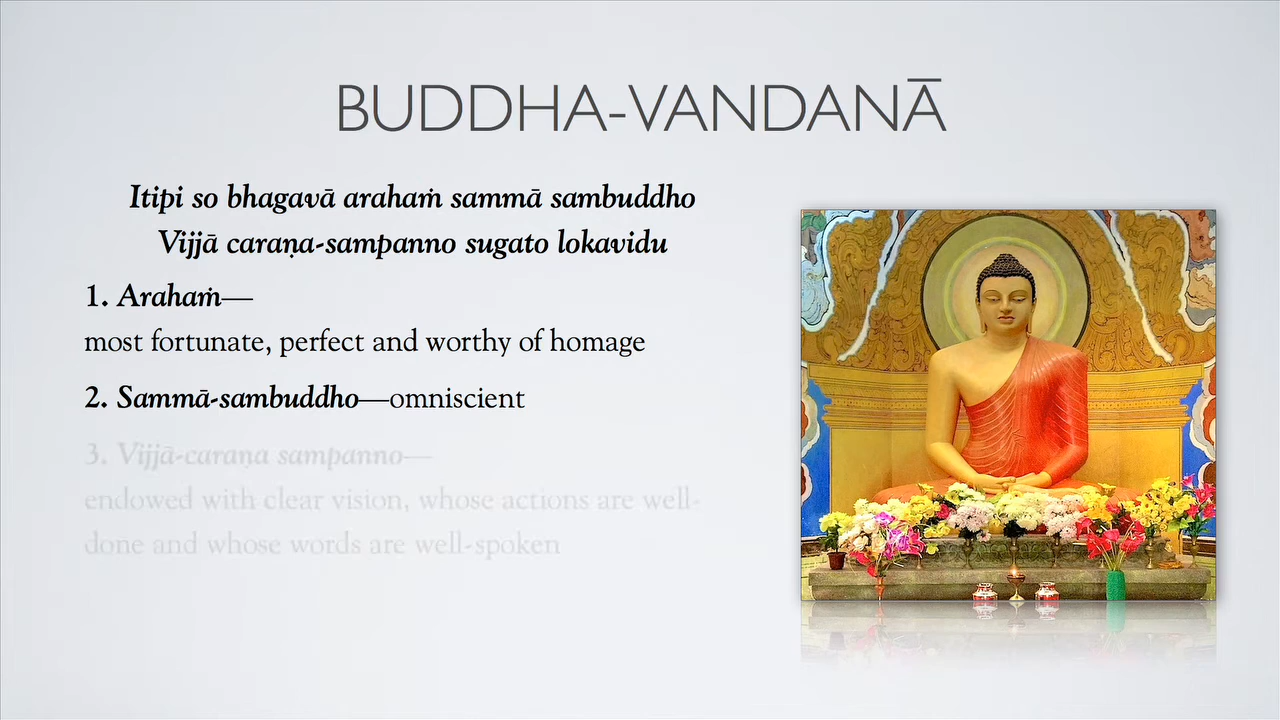 BUDDHA-VANDANĀ
Itipi so bhagavā arahaṁ sammā sambuddho
Vijjā caraṇa-sampanno sugato lokavidu
1. Arahaṁ—
most fortunate, perfect and worthy of homage
2. Sammā-sambuddho—omniscient
3. Vijjā-caraṇa sampanno—
endowed with clear vision, whose actions are well-
done and whose words are well-spoken